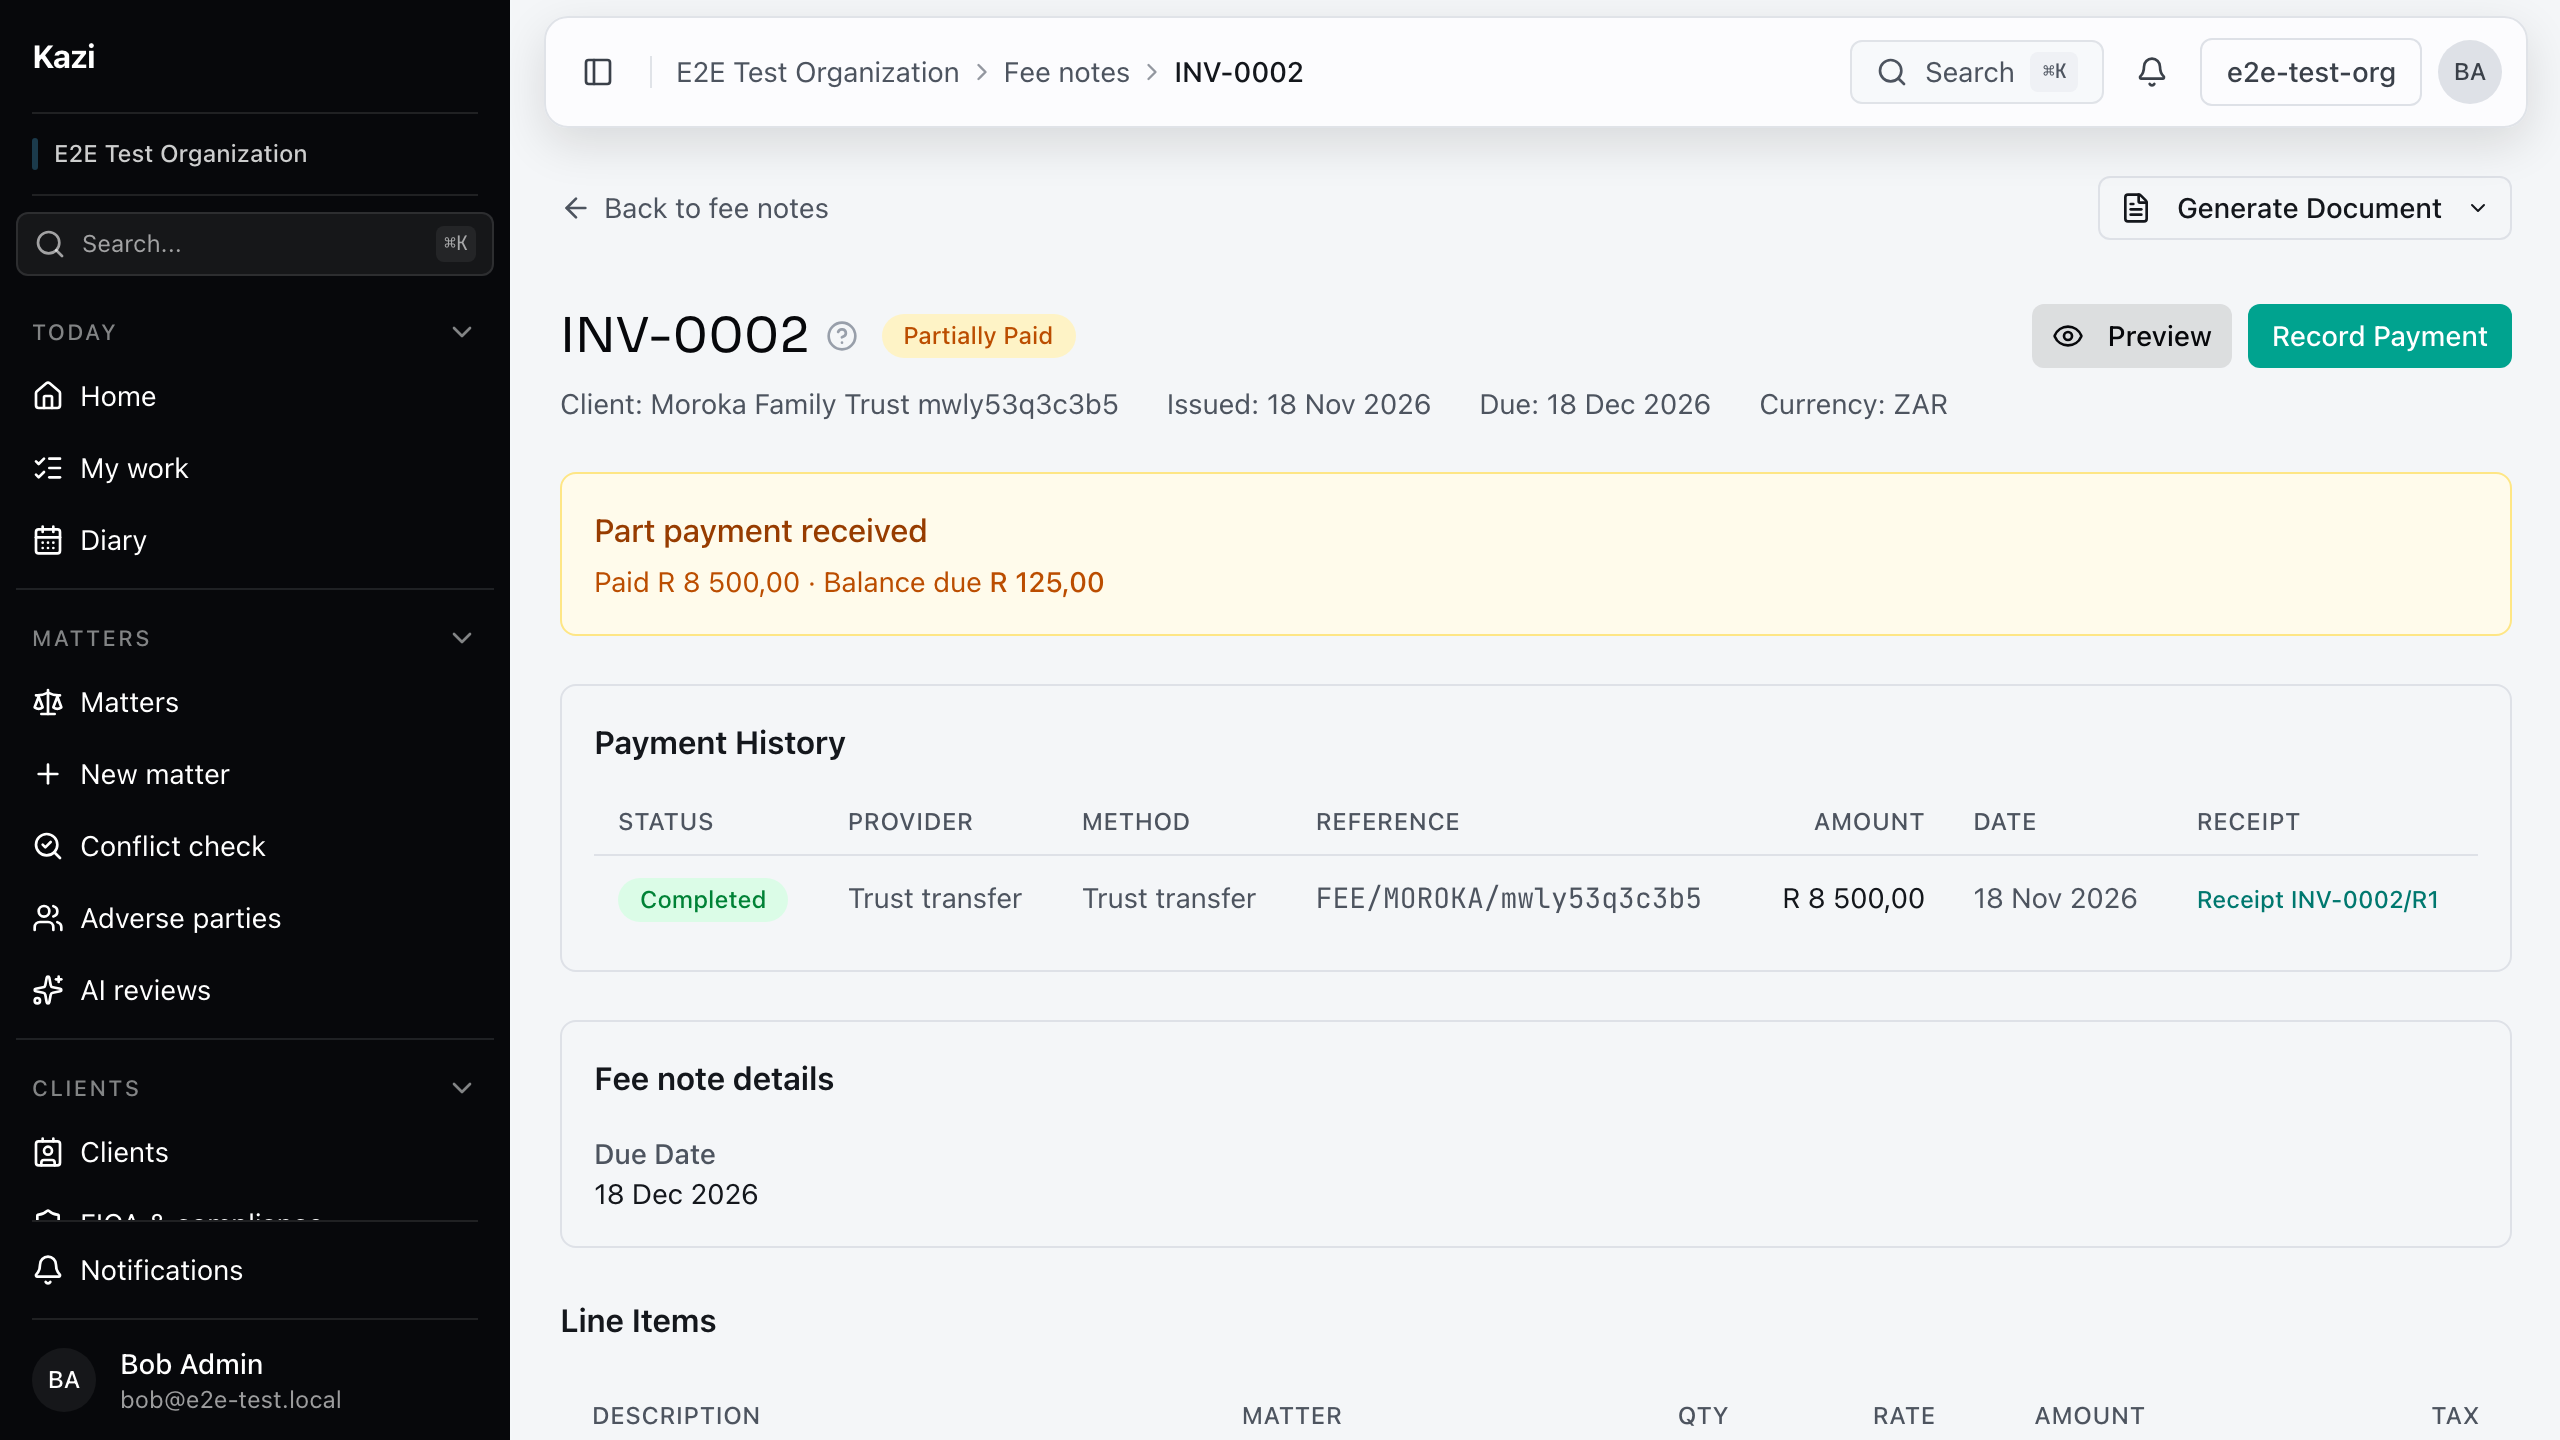 Kazi
E2E Test Organization
Search... ⌘K
TODAY
Home
My work
Diary
MATTERS
Matters
New matter
Conflict check
Adverse parties
AI reviews
CLIENTS
Clients
FICA & compliance
Notifications
BA
Bob Admin
bob@e2e-test.local
E2E Test Organization > Fee notes > INV-0002
Search ⌘K
e2e-test-org
BA
Back to fee notes
Generate Document
INV-0002 ? Partially Paid
Preview
Record Payment
Client: Moroka Family Trust mwly53q3c3b5 Issued: 18 Nov 2026 Due: 18 Dec 2026 Currency: ZAR
Part payment received
Paid R 8 500,00 · Balance due R 125,00
Payment History
STATUS PROVIDER METHOD REFERENCE AMOUNT DATE RECEIPT
Completed Trust transfer Trust transfer FEE/MOROKA/mwly53q3c3b5 R 8 500,00 18 Nov 2026 Receipt INV-0002/R1
Fee note details
Due Date
18 Dec 2026
Line Items
DESCRIPTION MATTER QTY RATE AMOUNT TAX